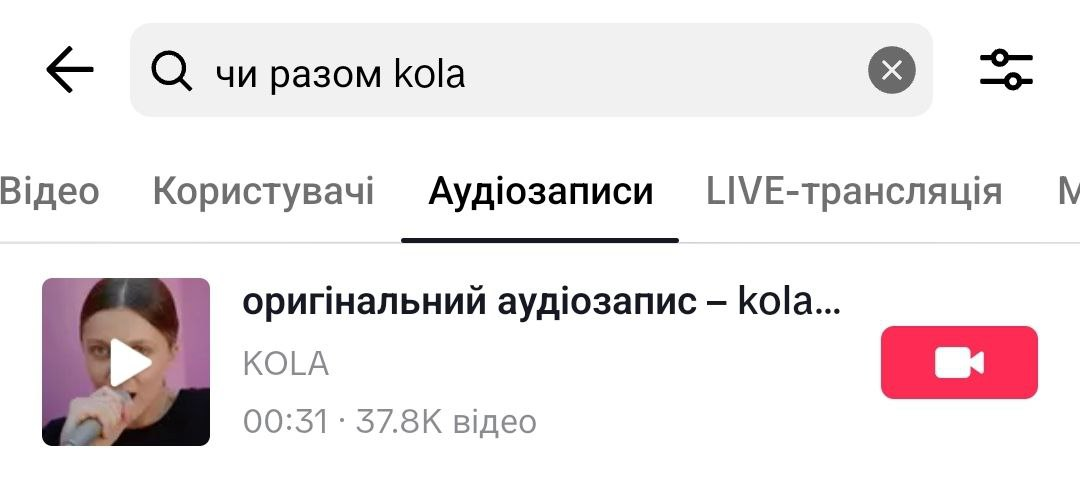 чи разом kola
Відео Користувачі Аудіозаписи LIVE-трансляція
оригінальний аудіозапис – kola...
KOLA
00:31 · 37.8K відео